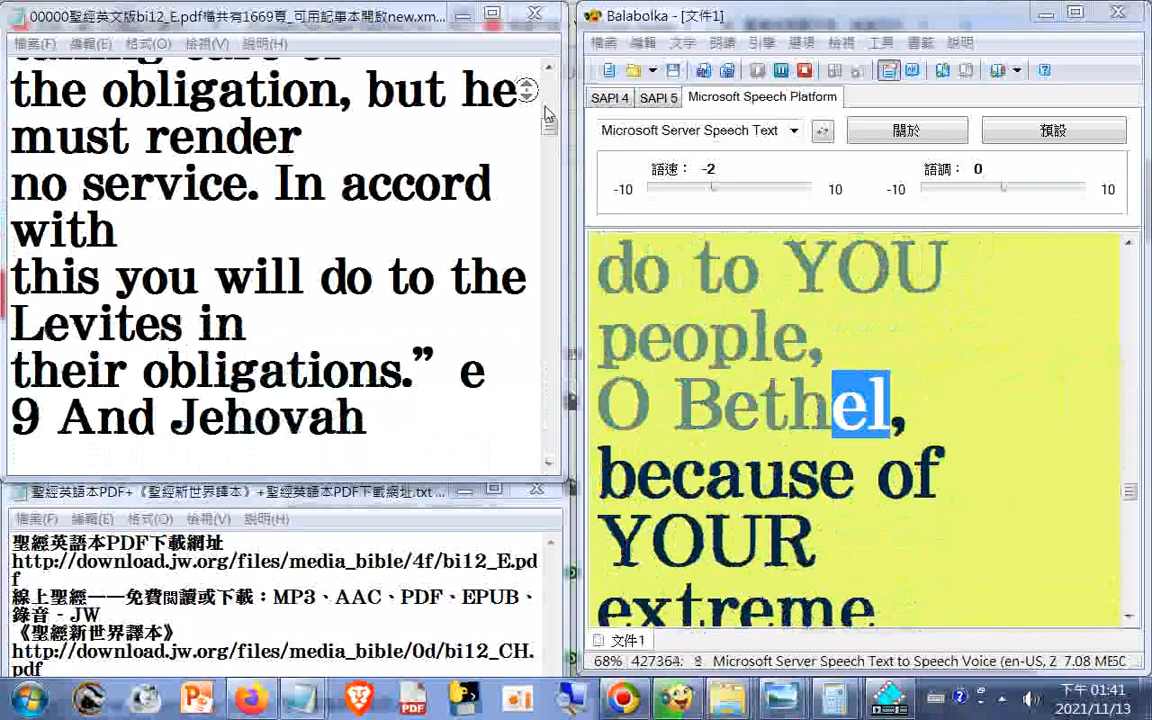 00000聖經英文版bi12_E.pdf檔共有1669頁_可用記事本開啟new.xm...
檔案(F) 編輯(E) 格式(O) 檢視(V) 說明(H)
the obligation, but he
must render
no service. In accord
with
this you will do to the
Levites in
their obligations.” e
9 And Jehovah
聖經英語本PDF+《聖經新世界譯本》+聖經英語本PDF下載網址.txt ...
檔案(F) 編輯(E) 格式(O) 檢視(V) 說明(H)
聖經英語本PDF下載網址
http://download.jw.org/files/media_bible/4f/bi12_E.pd
f
線上聖經——免費閱讀或下載：MP3、AAC、PDF、EPUB、
錄音 - JW
《聖經新世界譯本》
http://download.jw.org/files/media_bible/0d/bi12_CH.
pdf
Balabolka - [文件1]
檔案 編輯 文字 朗讀 引擎 選項 檢視 工具 書籤 說明
SAPI 4 SAPI 5 Microsoft Speech Platform
Microsoft Server Speech Text 關於 預設
語速： -2 語調： 0
-10 10 -10 10
do to YOU
people,
O Bethel,
because of
YOUR
extreme
文件1
68% 427364: Microsoft Server Speech Text to Speech Voice (en-US, Z 7.08 ME
下午 01:41
2021/11/13